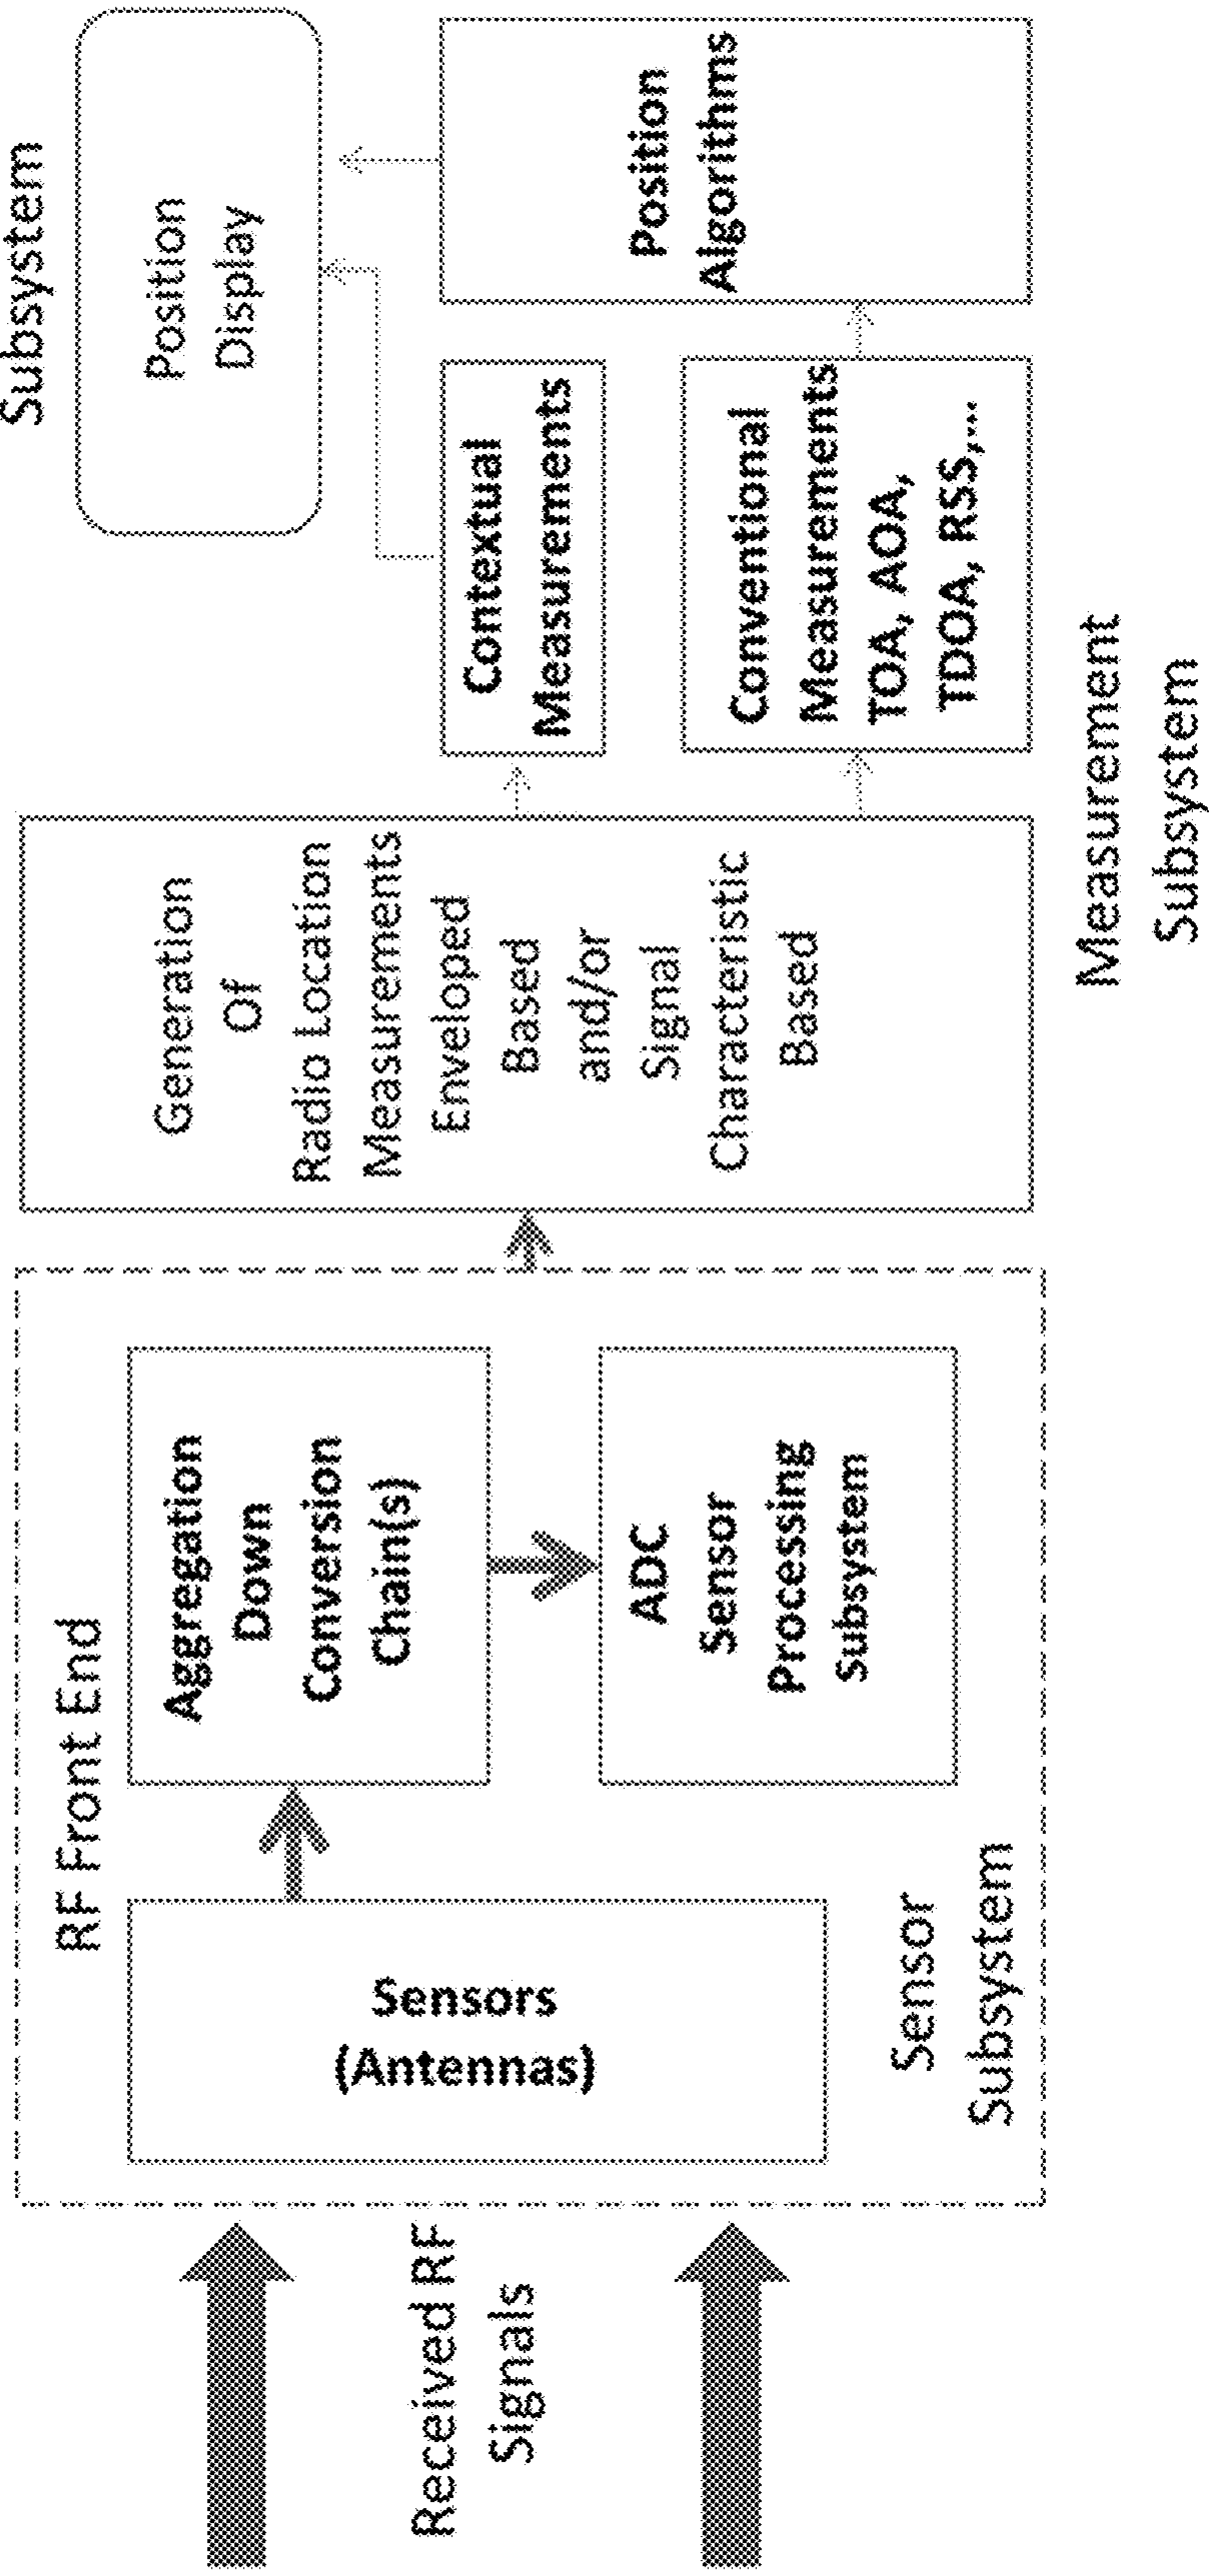 Received RF
Signals
RF Front End
Sensors
(Antennas)
Sensor
Subsystem
Aggregation
Down
Conversion
Chain(s)
ADC
Sensor
Processing
Subsystem
Generation
Of
Radio Location
Measurements
Enveloped
Based
and/or
Signal
Characteristic
Based
Measurement
Subsystem
Contextual
Measurements
Conventional
Measurements
TOA, AOA,
TDOA, RSS,...
Subsystem
Position
Display
Position
Algorithms